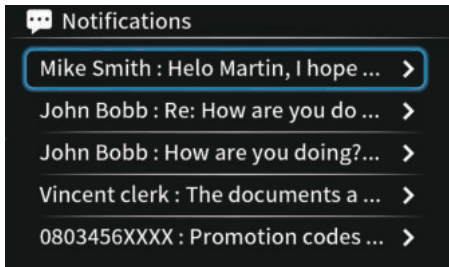 Notifications
Mike Smith : Helo Martin, I hope ...
John Bobb : Re: How are you do ...
John Bobb : How are you doing?...
Vincent clerk : The documents a ...
0803456XXXX : Promotion codes ...